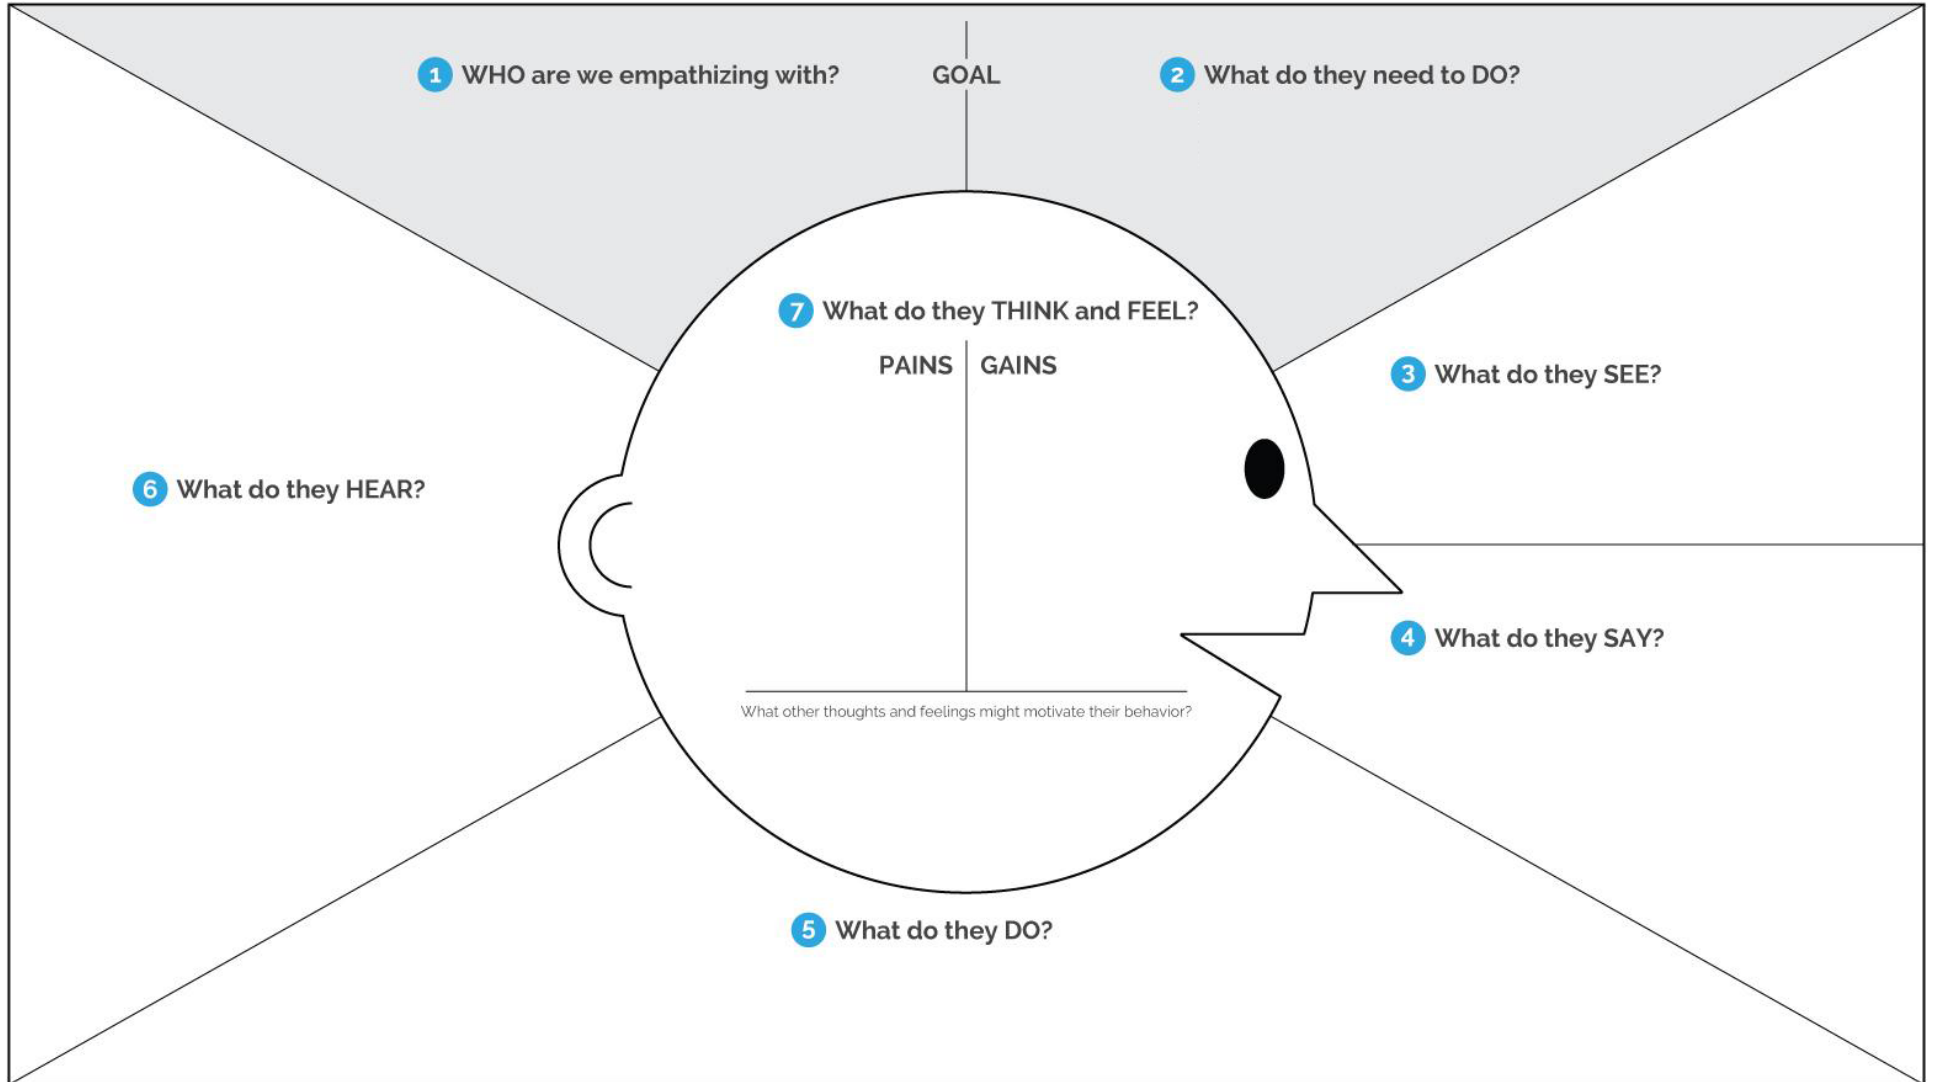 1 WHO are we empathizing with?
GOAL
2 What do they need to DO?
7 What do they THINK and FEEL?
PAINS
GAINS
3 What do they SEE?
6 What do they HEAR?
4 What do they SAY?
What other thoughts and feelings might motivate their behavior?
5 What do they DO?